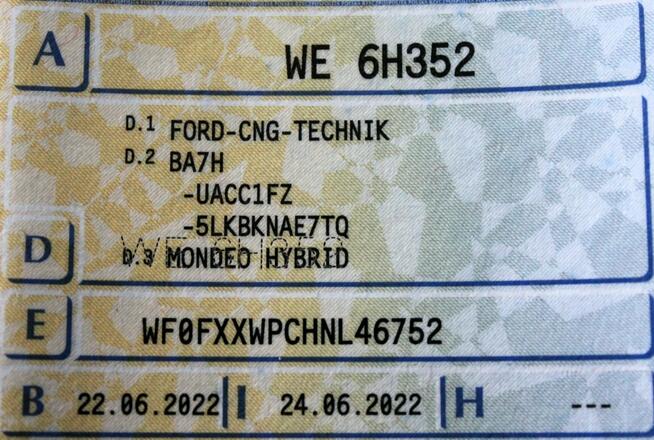 A WE 6H352
D.1 FORD-CNG-TECHNIK
D.2 BA7H
-UACC1FZ
-5LKBKNAE7TQ
D D.3 MONDEO HYBRID
E WF0FXXWPCHNL46752
B 22.06.2022 I 24.06.2022 H ---